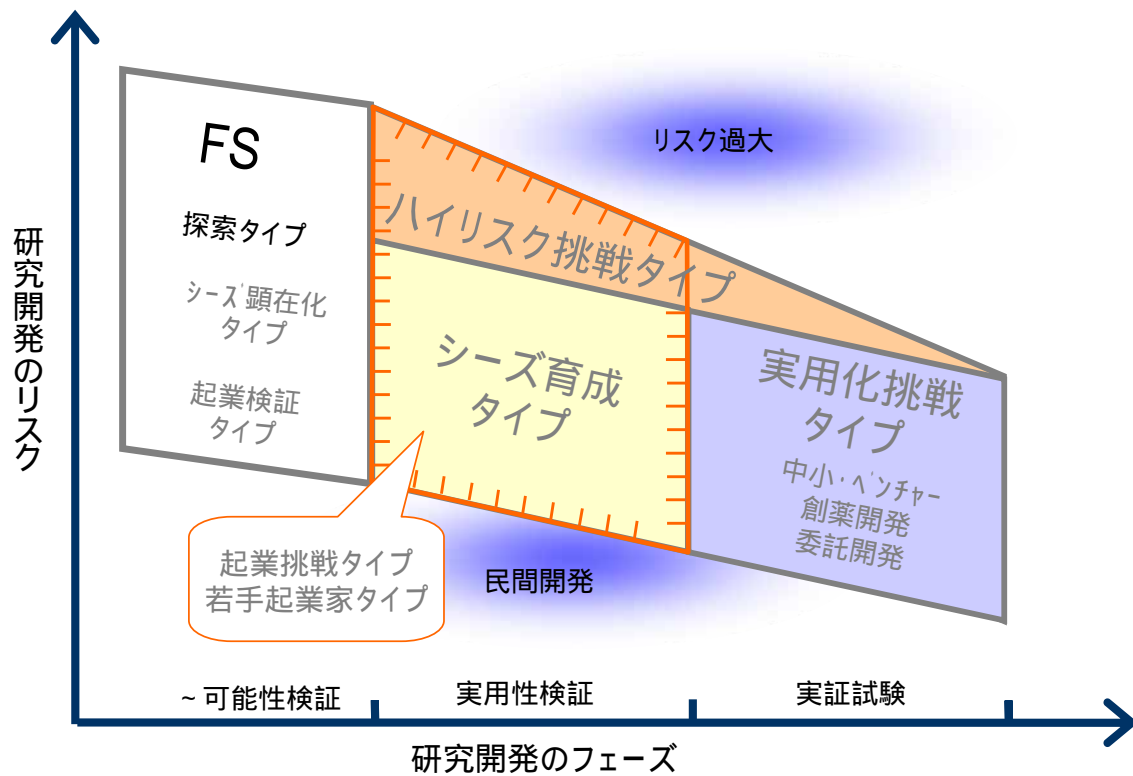 研究開発のリスク
FS
探索タイプ
シーズ顕在化
タイプ
起業検証
タイプ
リスク過大
ハイリスク挑戦タイプ
シーズ育成
タイプ
実用化挑戦
タイプ
中小・ベンチャー
創薬開発
委託開発
起業挑戦タイプ
若手起業家タイプ
民間開発
~可能性検証
実用性検証
実証試験
研究開発のフェーズ